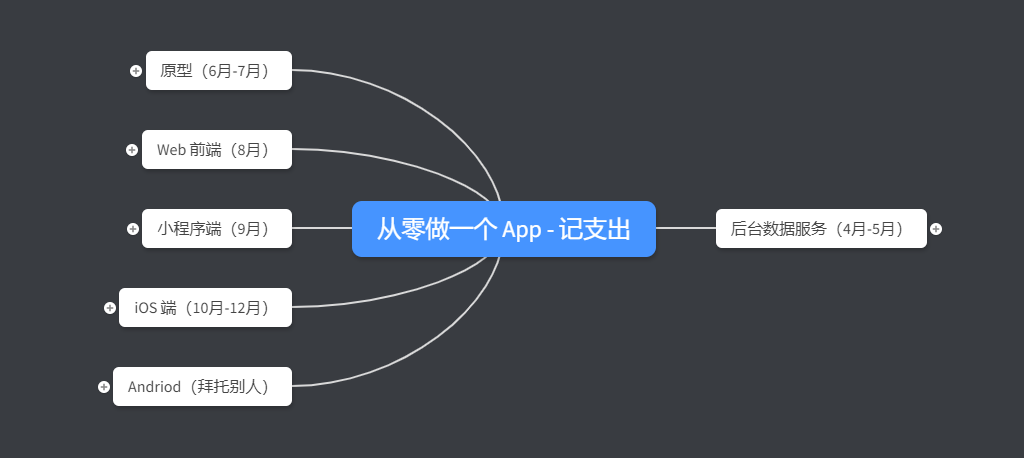 原型（6月-7月）
Web 前端（8月）
小程序端（9月）
iOS 端（10月-12月）
Andriod（拜托别人）
从零做一个 App - 记支出
后台数据服务（4月-5月）